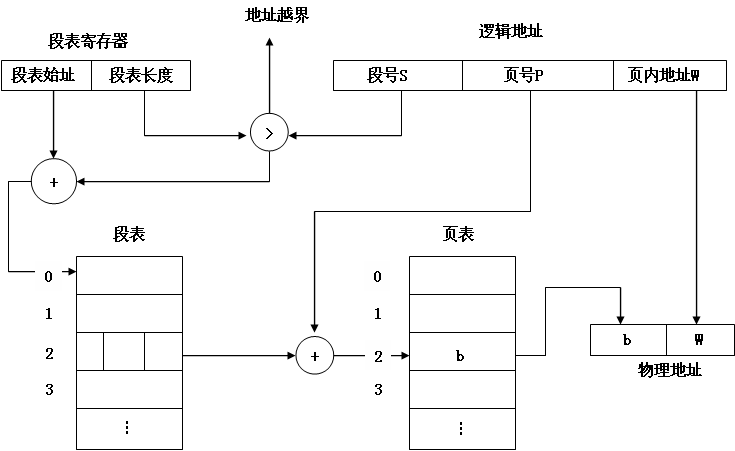 地址越界
段表寄存器
逻辑地址
段表始址 段表长度
段号S 页号P 页内地址W
>
+
段表
页表
0
1
2
3
⋮
+
0
1
2 b
3
⋮
b W
物理地址